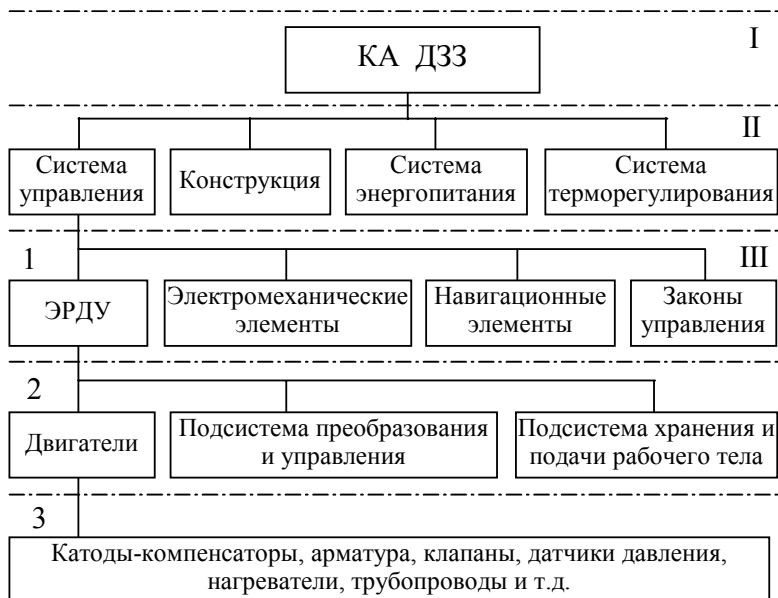 I
КА ДЗЗ
II
Система
управления
Конструкция
Система
энергопитания
Система
терморегулирования
1
III
ЭРДУ
Электромеханические
элементы
Навигационные
элементы
Законы
управления
2
Двигатели
Подсистема преобразования
и управления
Подсистема хранения и
подачи рабочего тела
3
Катоды-компенсаторы, арматура, клапаны, датчики давления,
нагреватели, трубопроводы и т.д.